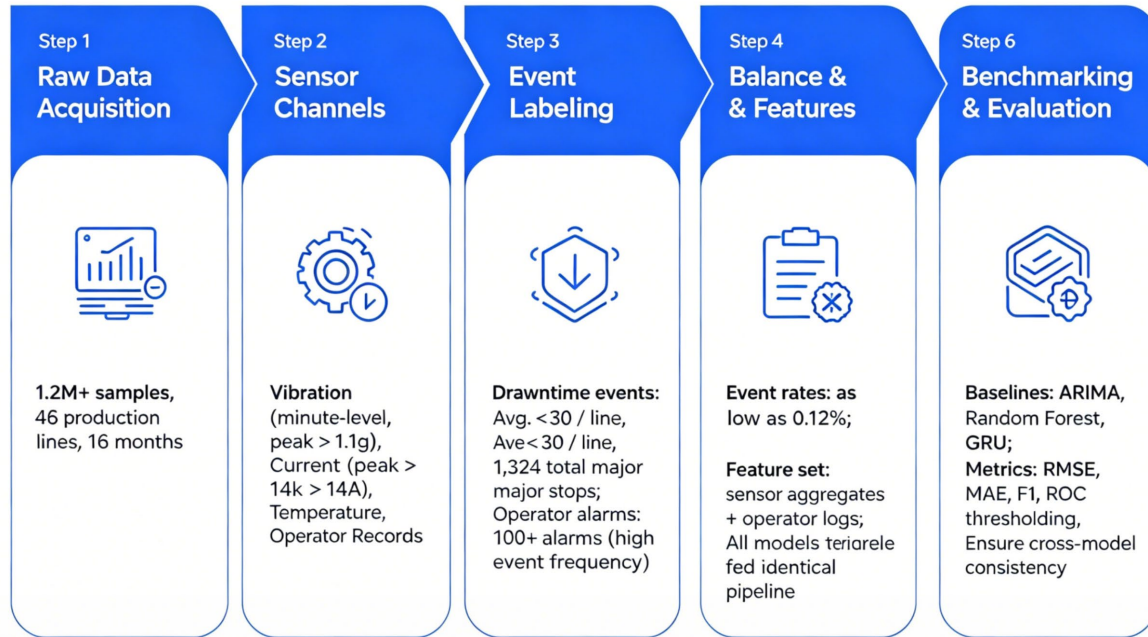 Step 1
Raw Data
Acquisition
1.2M+ samples,
46 production
lines, 16 months
Step 2
Sensor
Channels
Vibration
(minute-level,
peak > 1.1g),
Current (peak >
14k > 14A),
Temperature,
Operator Records
Step 3
Event
Labeling
Drawntime events:
Avg. <30 / line,
Ave<30 / line,
1,324 total major
major stops;
Operator alarms:
100+ alarms (high
event frequency)
Step 4
Balance &
& Features
Event rates: as
low as 0.12%;
Feature set:
sensor aggregates
+ operator logs;
All models
fed identical
pipeline
Step 6
Benchmarking
& Evaluation
Baselines: ARIMA,
Random Forest,
GRU;
Metrics: RMSE,
MAE, F1, ROC
thresholding,
Ensure cross-model
consistency